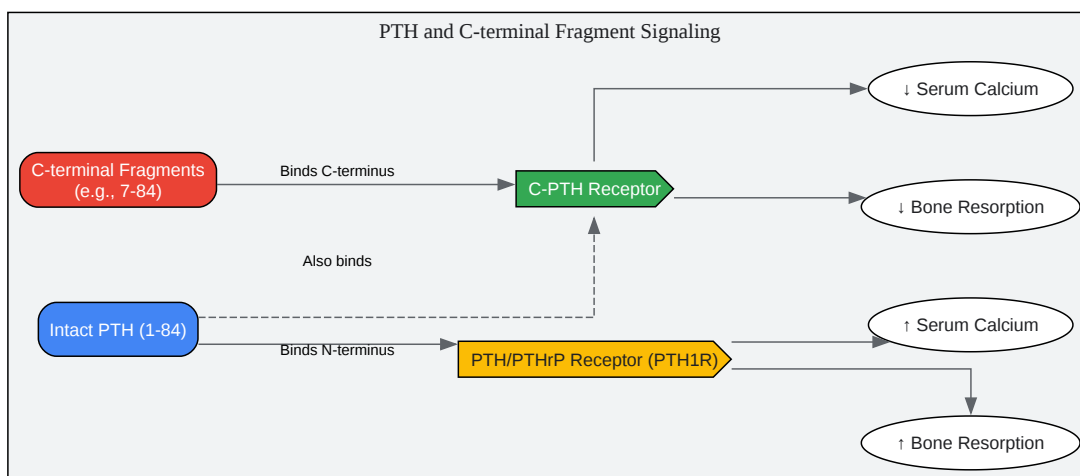 PTH and C-terminal Fragment Signaling
↓ Serum Calcium
C-terminal Fragments
(e.g., 7-84)
Binds C-terminus
C-PTH Receptor
↓ Bone Resorption
Also binds
Intact PTH (1-84)
Binds N-terminus
PTH/PTHrP Receptor (PTH1R)
↑ Serum Calcium
↑ Bone Resorption